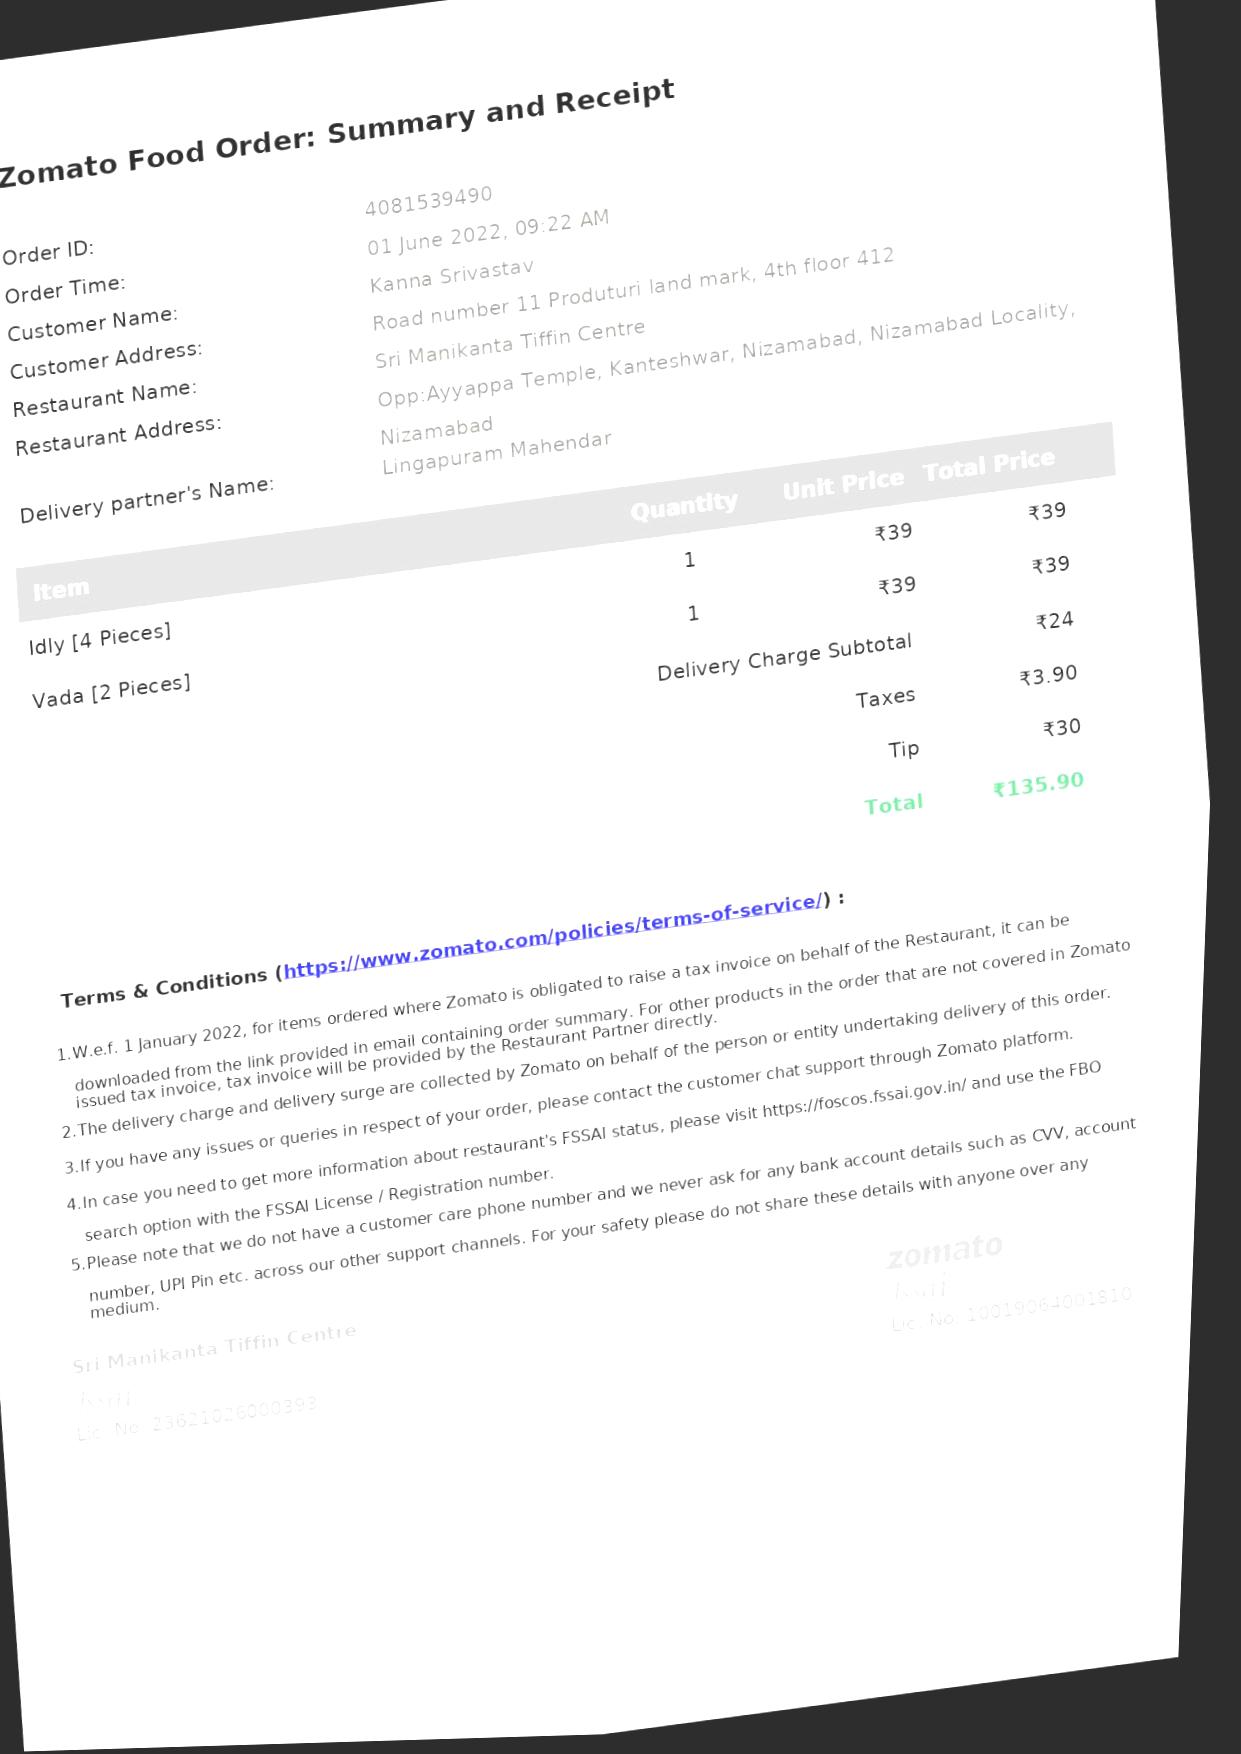 Zomato Food Order: Summary and Receipt
Order ID: 4081539490
Order Time: 01 June 2022, 09:22 AM
Customer Name: Kanna Srivastav
Customer Address: Road number 11 Produturi land mark, 4th floor 412
Restaurant Name: Sri Manikanta Tiffin Centre
Restaurant Address: Opp:Ayyappa Temple, Kanteshwar, Nizamabad, Nizamabad Locality,
Nizamabad
Delivery partner's Name: Lingapuram Mahendar
Item Quantity Unit Price Total Price
Idly [4 Pieces] 1 ₹39 ₹39
Vada [2 Pieces] 1 ₹39 ₹39
Delivery Charge Subtotal ₹24
Taxes ₹3.90
Tip ₹30
Total ₹135.90
Terms & Conditions (https://www.zomato.com/policies/terms-of-service/) :
1.W.e.f. 1 January 2022, for items ordered where Zomato is obligated to raise a tax invoice on behalf of the Restaurant, it can be
downloaded from the link provided in email containing order summary. For other products in the order that are not covered in Zomato
issued tax invoice, tax invoice will be provided by the Restaurant Partner directly.
2.The delivery charge and delivery surge are collected by Zomato on behalf of the person or entity undertaking delivery of this order.
3.If you have any issues or queries in respect of your order, please contact the customer chat support through Zomato platform.
4.In case you need to get more information about restaurant's FSSAI status, please visit https://foscos.fssai.gov.in/ and use the FBO
search option with the FSSAI License / Registration number.
5.Please note that we do not have a customer care phone number and we never ask for any bank account details such as CVV, account
number, UPI Pin etc. across our other support channels. For your safety please do not share these details with anyone over any
medium.
zomato
Lic. No. 10019064001810
Sri Manikanta Tiffin Centre
Lic. No. 23621026000393